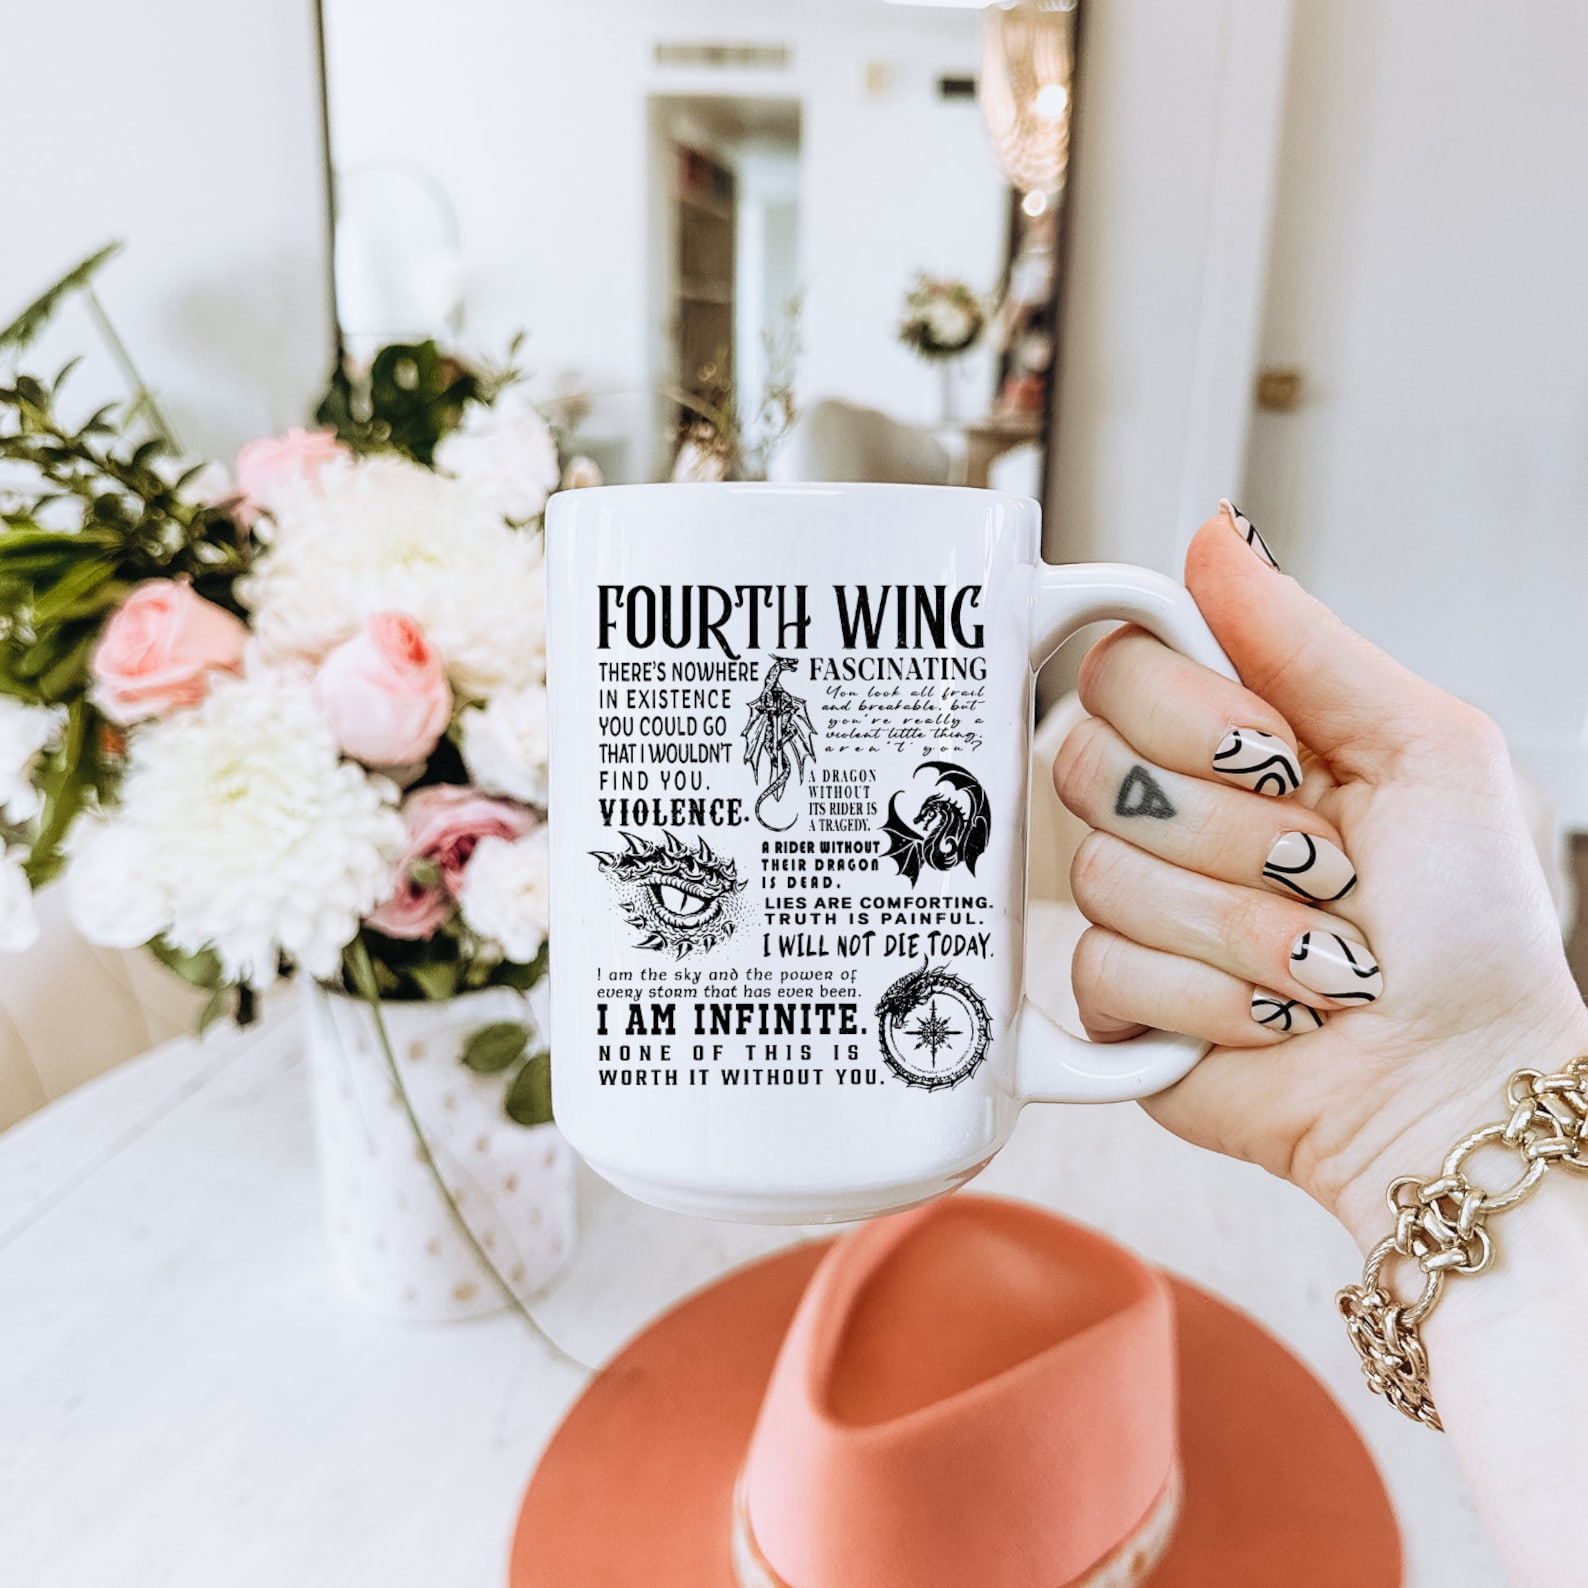 FOURTH WING
THERE'S NOWHERE
IN EXISTENCE
YOU COULD GO
THAT I WOULDN'T
FIND YOU.
VIOLENCE.
FASCINATING
You look all frail
and breakable, but
you're really a
violent little thing,
aren't you?
A DRAGON
WITHOUT
ITS RIDER IS
A TRAGEDY.
A RIDER WITHOUT
THEIR DRAGON
IS DEAD.
LIES ARE COMFORTING.
TRUTH IS PAINFUL.
I WILL NOT DIE TODAY.
I am the sky and the power of
every storm that has ever been.
I AM INFINITE.
NONE OF THIS IS
WORTH IT WITHOUT YOU.